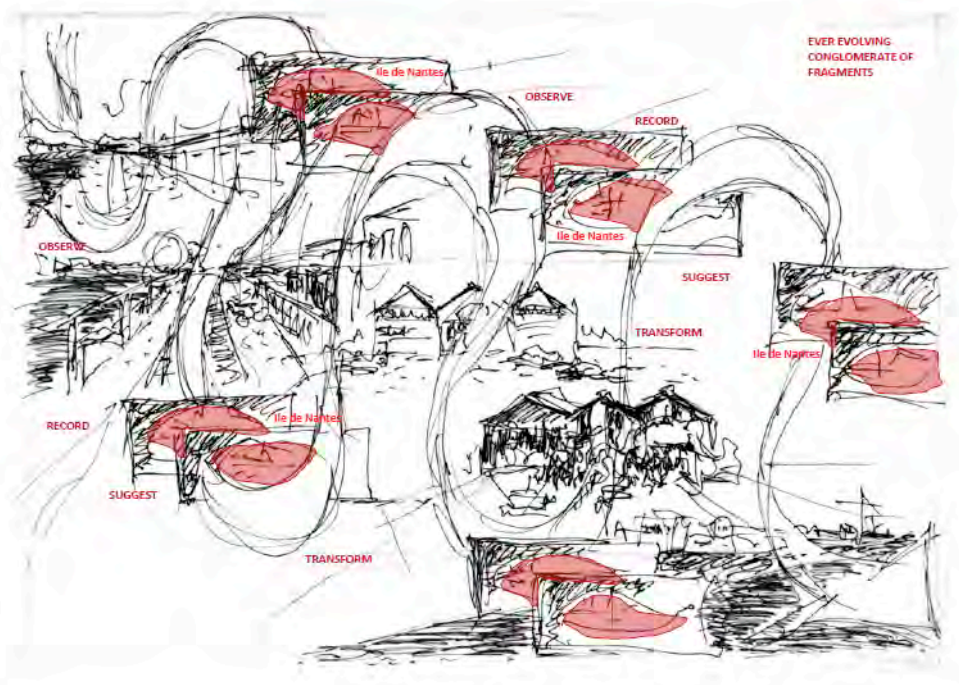 EVER EVOLVING
CONGLOMERATE OF
FRAGMENTS
Ile de Nantes
OBSERVE
RECORD
Ile de Nantes
OBSERVE
SUGGEST
TRANSFORM
Ile de Nantes
Ile de Nantes
RECORD
SUGGEST
TRANSFORM